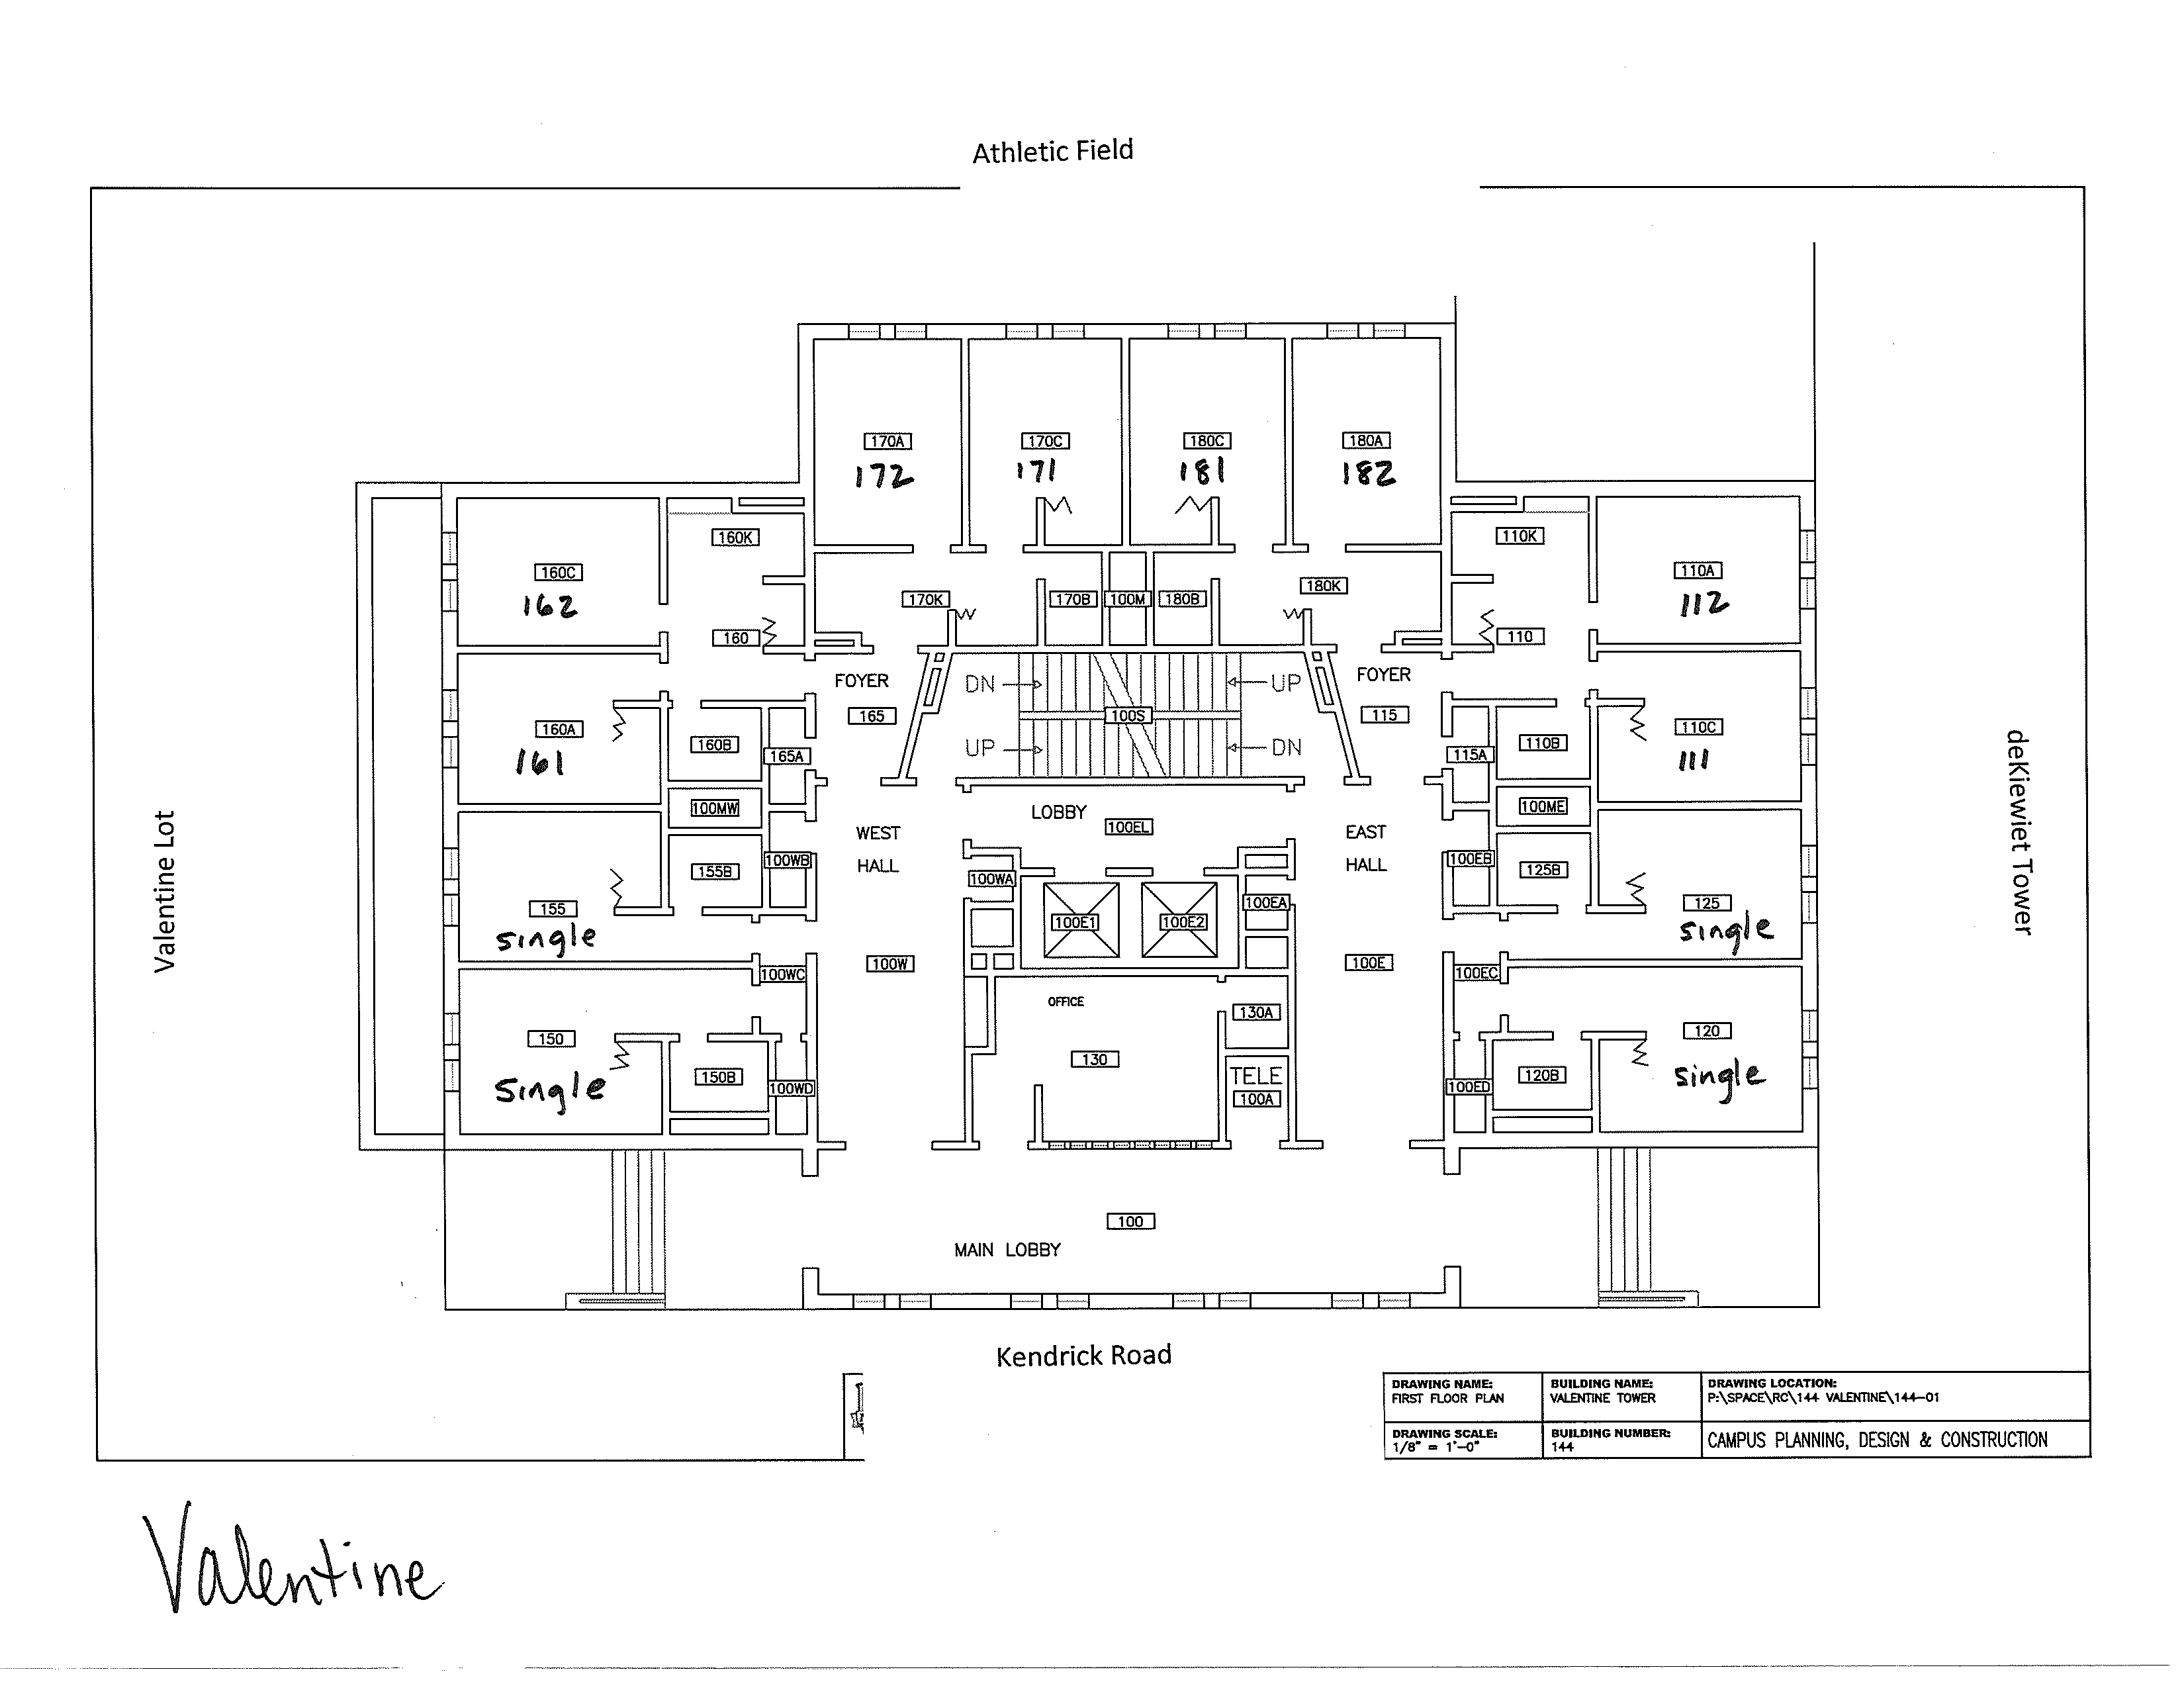 Athletic Field
170A
170C
180C
180A
172
171
181
182
160K
110K
160C
110A
162
112
170K
170B
100M
180B
180K
160
110
FOYER
DN
UP
FOYER
165
100S
115
160A
160B
165A
UP
DN
115A
110B
110C
161
111
100MW
LOBBY
100EL
100ME
WEST
HALL
EAST
HALL
155B
100WB
100WA
100EB
125B
155
100E1
100E2
100EA
125
single
single
100W
100E
100WC
100EC
OFFICE
130A
150
130
120
150B
100WD
TELE
100A
100ED
120B
single
single
100
MAIN LOBBY
Valentine Lot
deKiewiet Tower
Kendrick Road
DRAWING NAME:
FIRST FLOOR PLAN
BUILDING NAME:
VALENTINE TOWER
DRAWING LOCATION:
P:\SPACE\RC\144 VALENTINE\144-01
DRAWING SCALE:
1/8" = 1'-0"
BUILDING NUMBER:
144
CAMPUS PLANNING, DESIGN & CONSTRUCTION
Valentine